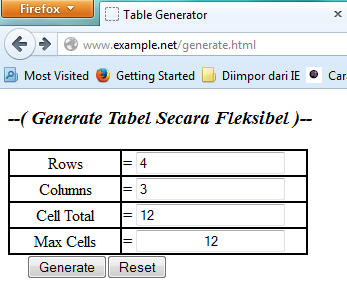 Firefox
Table Generator
www.example.net/generate.html
Most Visited Getting Started Diimpor dari IE Car
--( Generate Tabel Secara Fleksibel )--
Rows = 4
Columns = 3
Cell Total = 12
Max Cells = 12
Generate Reset